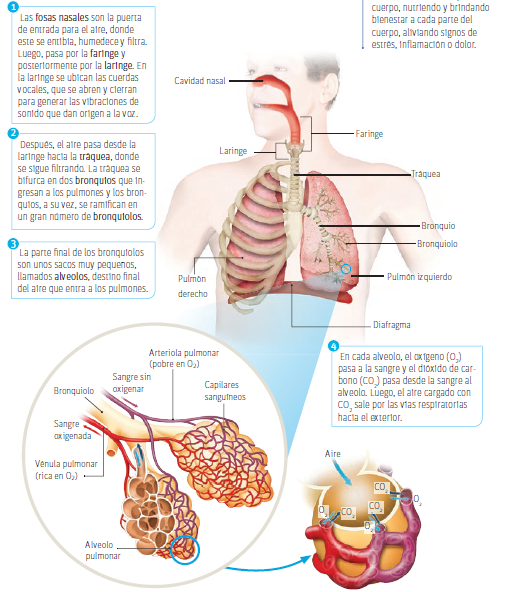 cuerpo, nutriendo y brindando
bienestar a cada parte del
cuerpo, aliviando signos de
estrés, inflamación o dolor.
1
Las fosas nasales son la puerta
de entrada para el aire, donde
este se entibia, humedece y filtra.
Luego, pasa por la faringe y
posteriormente por la laringe. En
la laringe se ubican las cuerdas
vocales, que se abren y cierran
para generar las vibraciones de
sonido que dan origen a la voz.
2
Después, el aire pasa desde la
laringe hacia la tráquea, donde
se sigue filtrando. La tráquea se
bifurca en dos bronquios que in-
gresan a los pulmones y los bron-
quios, a su vez, se ramifican en
un gran número de bronquiolos.
3
La parte final de los bronquiolos
son unos sacos muy pequeños,
llamados alveolos, destino final
del aire que entra a los pulmones.
Cavidad nasal
Faringe
Laringe
Tráquea
Bronquio
Bronquiolo
Pulmón izquierdo
Pulmón
derecho
Diafragma
4
En cada alveolo, el oxígeno (O₂)
pasa a la sangre y el dióxido de car-
bono (CO₂) pasa desde la sangre al
alveolo. Luego, el aire cargado con
CO₂ sale por las vías respiratorias
hacia el exterior.
Arteriola pulmonar
(pobre en O₂)
Sangre sin
oxigenar
Capilares
sanguíneos
Bronquiolo
Sangre
oxigenada
Vénula pulmonar
(rica en O₂)
Alveolo
pulmonar
Aire
CO₂
O₂
O₂
CO₂
CO₂
O₂